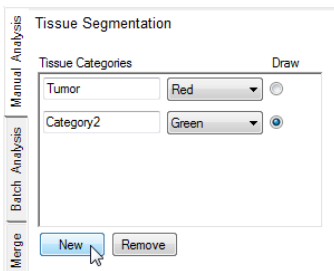 Tissue Segmentation
Tissue Categories Draw
Tumor Red
Category2 Green
New Remove
Manual Analysis
Batch Analysis
Merge